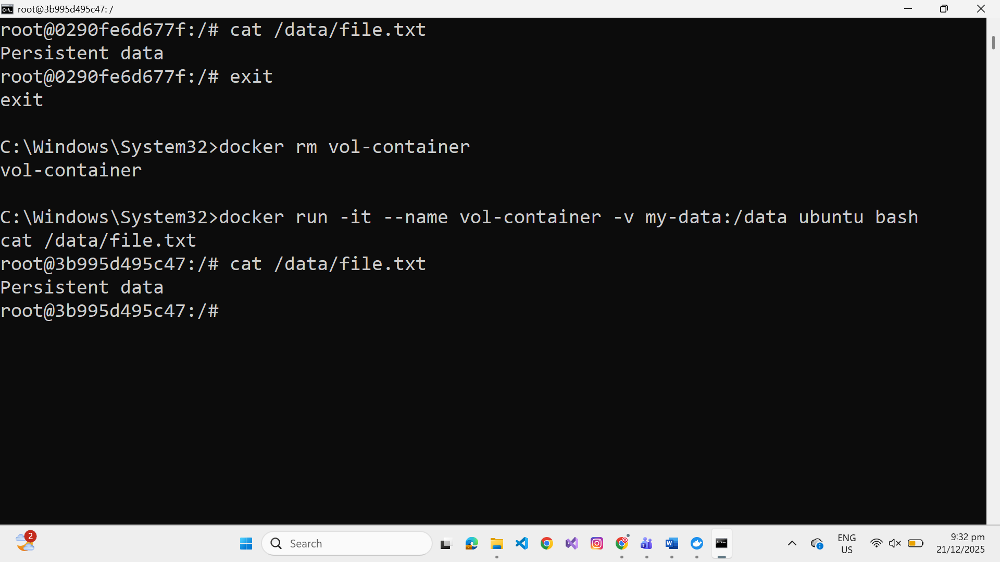 root@3b995d495c47: /
root@0290fe6d677f:/# cat /data/file.txt
Persistent data
root@0290fe6d677f:/# exit
exit
C:\Windows\System32>docker rm vol-container
vol-container
C:\Windows\System32>docker run -it --name vol-container -v my-data:/data ubuntu bash
cat /data/file.txt
root@3b995d495c47:/# cat /data/file.txt
Persistent data
root@3b995d495c47:/#
2
Search
ENG
US
9:32 pm
21/12/2025